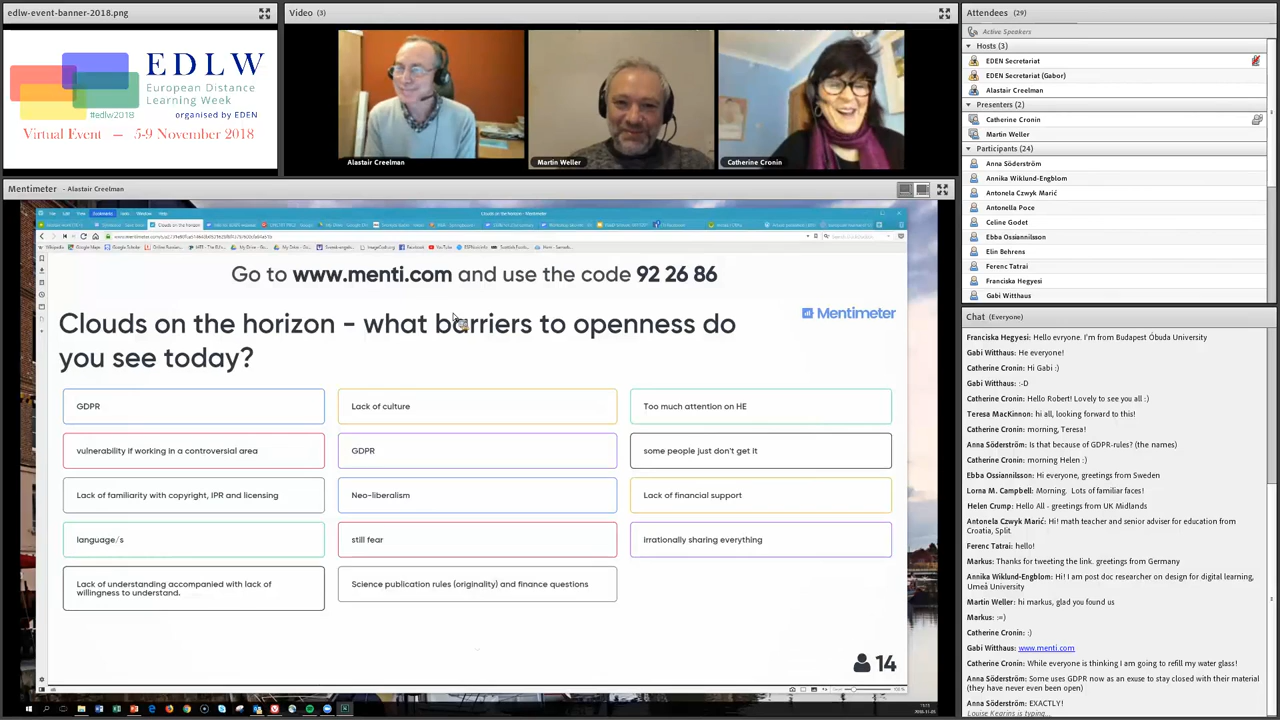 edlw-event-banner-2018.png
EDLW
European Distance
Learning Week
#edlw2018
organised by EDEN
Virtual Event — 5-9 November 2018
Video (3)
Alastair Creelman
Martin Weller
Catherine Cronin
Mentimeter - Alastair Creelman
Clouds on the horizon - Mentimeter
Go to www.menti.com and use the code 92 26 86
Mentimeter
Clouds on the horizon - what barriers to openness do
you see today?
GDPR
Lack of culture
Too much attention on HE
vulnerability if working in a controversial area
GDPR
some people just don't get it
Lack of familiarity with copyright, IPR and licensing
Neo-liberalism
Lack of financial support
language/s
still fear
irrationally sharing everything
Lack of understanding accompanied with lack of
willingness to understand.
Science publication rules (originality) and finance questions
14
Attendees (29)
Active Speakers
Hosts (3)
EDEN Secretariat
EDEN Secretariat (Gabor)
Alastair Creelman
Presenters (2)
Catherine Cronin
Martin Weller
Participants (24)
Anna Söderström
Annika Wiklund-Engblom
Antonela Czwyk Marić
Antonella Poce
Celine Godet
Ebba Ossiannilsson
Elin Berchem
Ferenc Tatrai
Franciska Hegyesi
Gabi Witthaus
Chat (Everyone)
Franciska Hegyesi: Hello evryone. I'm from Budapest Óbuda University
Gabi Witthaus: He everyone!
Catherine Cronin: Hi Gabi :)
Gabi Witthaus: :-D
Catherine Cronin: Hello Robert! Lovely to see you all :)
Teresa MacKinnon: hi all, looking forward to this!
Catherine Cronin: morning, Teresa!
Anna Söderström: Is that because of GDPR-rules? (the names)
Catherine Cronin: morning Helen :)
Ebba Ossiannilsson: Hi everyone, greetings from Sweden
Lorna M. Campbell: Morning. Lots of familiar faces!
Helen Crump: Hello All - greetings from UK Midlands
Antonela Czwyk Marić: Hi! math teacher and senior adviser for education from
Croatia, Split
Ferenc Tatrai: hello!
Markus: Thanks for tweeting the link. greetings from Germany
Annika Wiklund-Engblom: Hi! I am post doc researcher on design for digital learning,
Umeå University
Martin Weller: hi markus, glad you found us
Markus: :=)
Catherine Cronin: :)
Gabi Witthaus: www.menti.com
Catherine Cronin: While everyone is thinking I am going to refill my water glass!
Anna Söderström: Some uses GDPR now as an excuse to stay closed with their material
(they have never even been open)
Anna Söderström: EXACTLY!
Louise Kearins is typing...